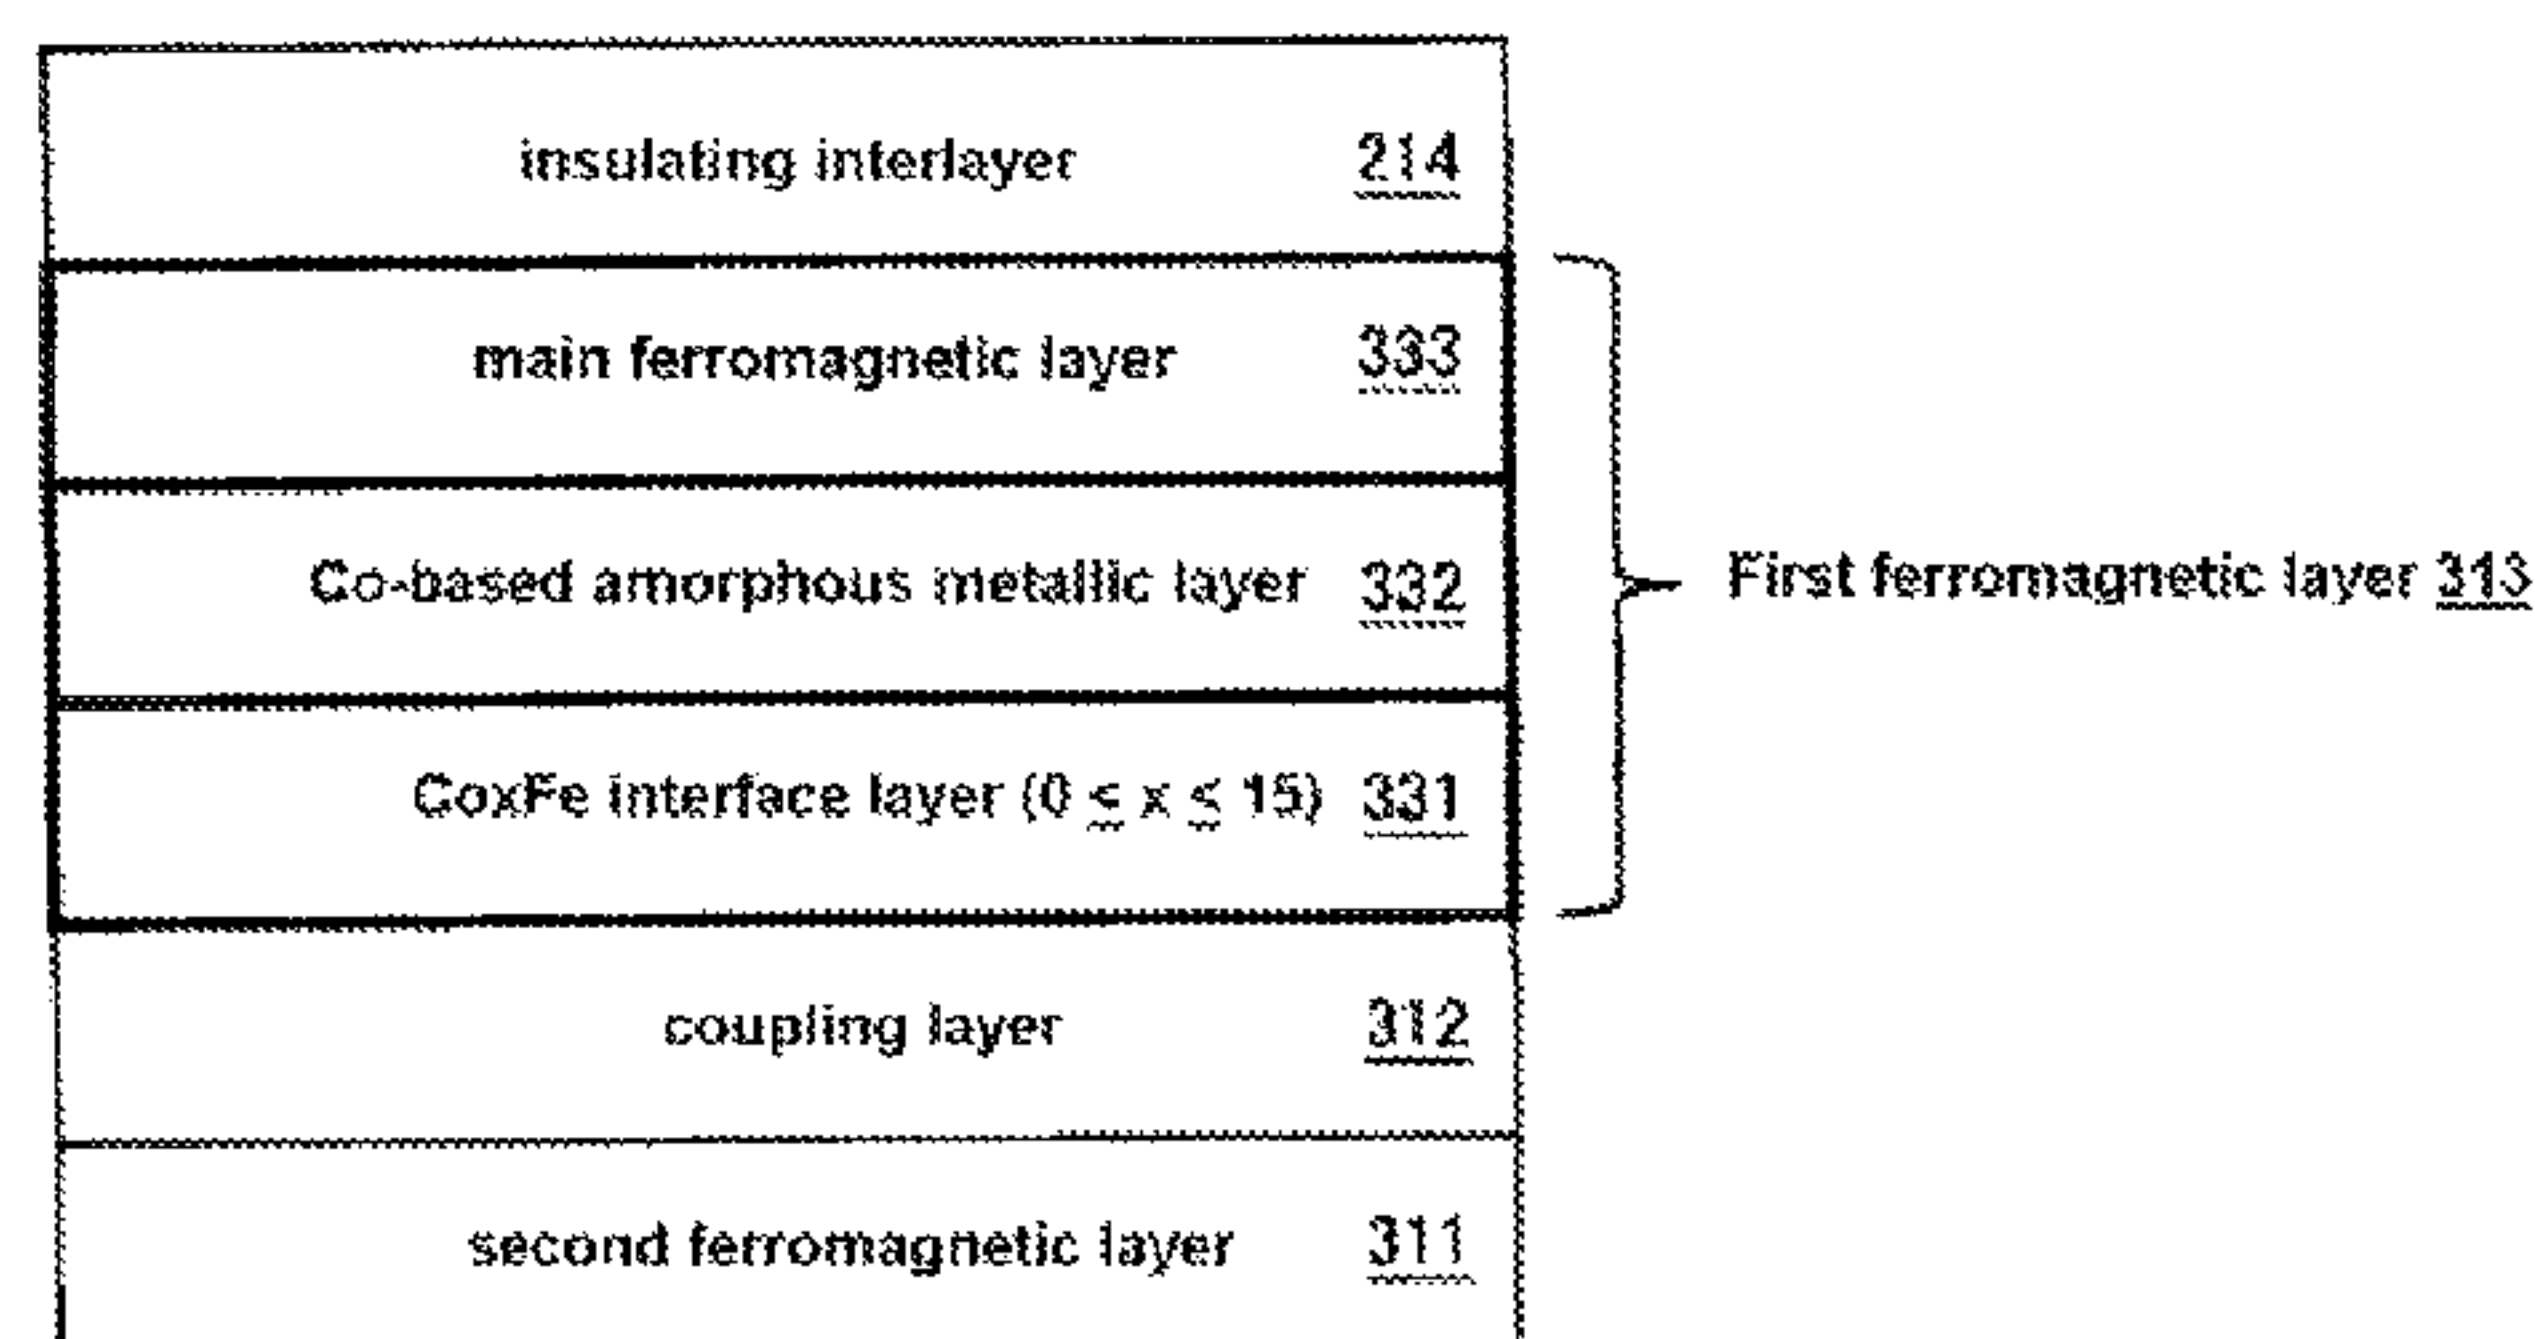 insulating interlayer 214
main ferromagnetic layer 333
Co-based amorphous metallic layer 332
First ferromagnetic layer 313
CoxFe interface layer (0 ≤ x ≤ 15) 331
coupling layer 312
second ferromagnetic layer 311